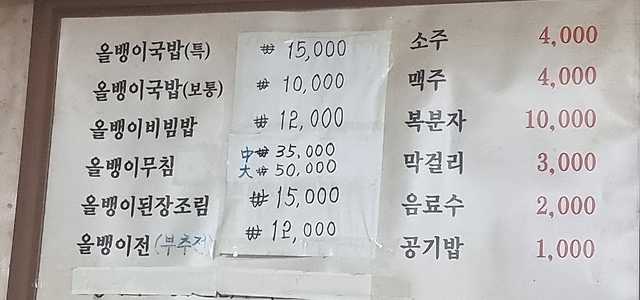 올뱅이국밥(특) ₩ 15,000
올뱅이국밥(보통) ₩ 10,000
올뱅이비빔밥 ₩ 12,000
올뱅이무침 中 ₩ 35,000
大 ₩ 50,000
올뱅이된장조림 ₩ 15,000
올뱅이전(부추전) ₩ 12,000
소주 4,000
맥주 4,000
복분자 10,000
막걸리 3,000
음료수 2,000
공기밥 1,000